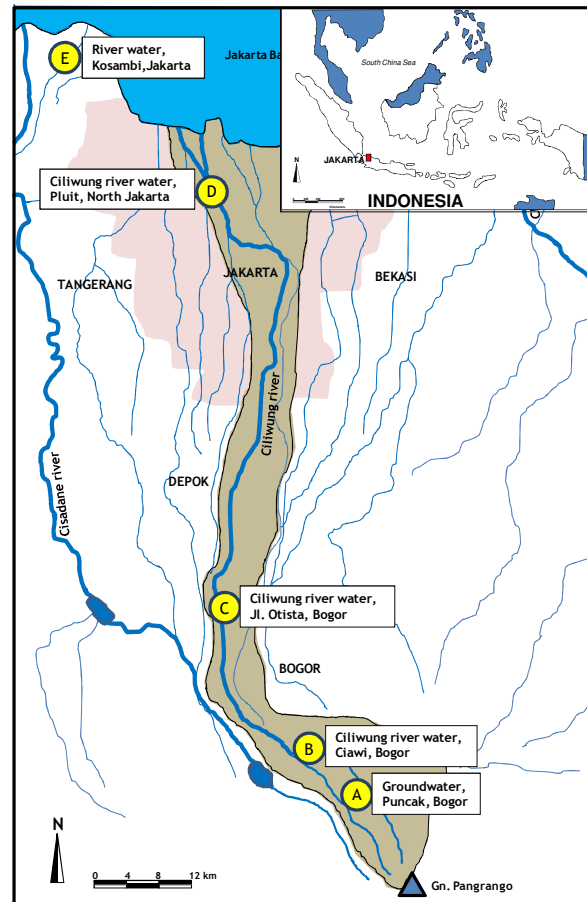 E
River water,
Kosambi,Jakarta
Jakarta Ba
South China Sea
JAKARTA
N
INDONESIA
D
Ciliwung river water,
Pluit, North Jakarta
TANGERANG
JAKARTA
BEKASI
Ciliwung river
Cisadane river
DEPOK
C
Ciliwung river water,
Jl. Otista, Bogor
BOGOR
B
Ciliwung river water,
Ciawi, Bogor
A
Groundwater,
Puncak, Bogor
N
0 4 8 12 km
Gn. Pangrango